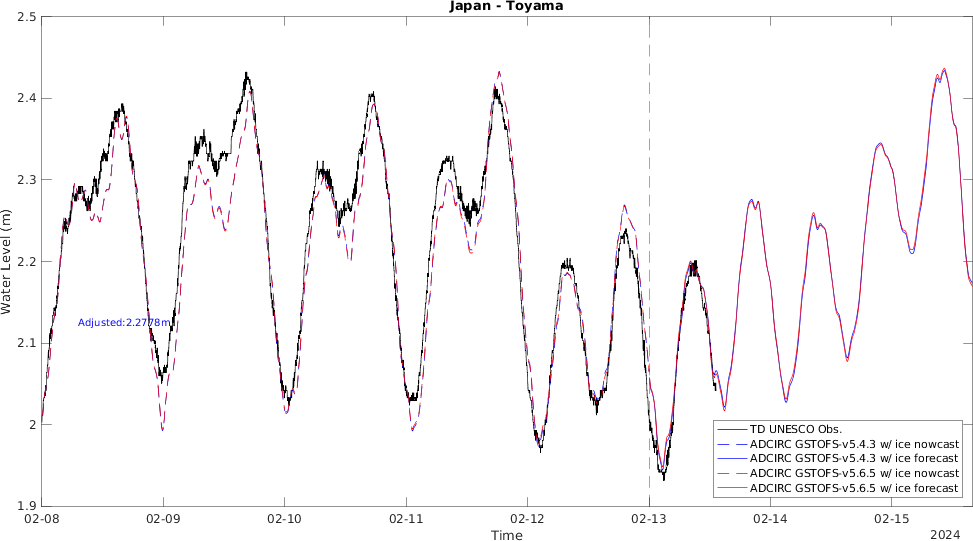 Japan - Toyama
2.5
2.4
2.3
2.2
2.1
2
1.9
Water Level (m)
Adjusted:2.2778m
TD UNESCO Obs.
ADCIRC GSTOFS-v5.4.3 w/ ice nowcast
ADCIRC GSTOFS-v5.4.3 w/ ice forecast
ADCIRC GSTOFS-v5.6.5 w/ ice nowcast
ADCIRC GSTOFS-v5.6.5 w/ ice forecast
02-08 02-09 02-10 02-11 02-12 02-13 02-14 02-15
Time
2024